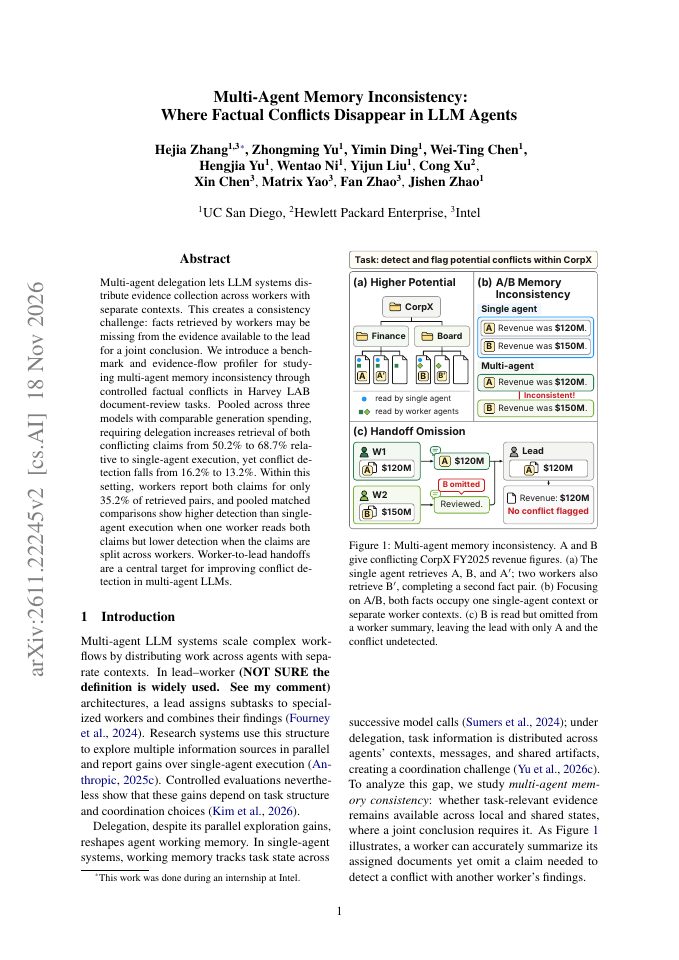 arXiv:2611.22245v2 [cs.AI] 18 Nov 2026
Multi-Agent Memory Inconsistency:
Where Factual Conflicts Disappear in LLM Agents
Hejia Zhang1,3*, Zhongming Yu1, Yimin Ding1, Wei-Ting Chen1,
Hengjia Yu1, Wentao Ni1, Yijun Liu1, Cong Xu2,
Xin Chen3, Matrix Yao3, Fan Zhao3, Jishen Zhao1
1UC San Diego, 2Hewlett Packard Enterprise, 3Intel
Abstract
Multi-agent delegation lets LLM systems dis-
tribute evidence collection across workers with
separate contexts. This creates a consistency
challenge: facts retrieved by workers may be
missing from the evidence available to the lead
for a joint conclusion. We introduce a bench-
mark and evidence-flow profiler for study-
ing multi-agent memory inconsistency through
controlled factual conflicts in Harvey LAB
document-review tasks. Pooled across three
models with comparable generation spending,
requiring delegation increases retrieval of both
conflicting claims from 50.2% to 68.7% rela-
tive to single-agent execution, yet conflict de-
tection falls from 16.2% to 13.2%. Within this
setting, workers report both claims for only
35.2% of retrieved pairs, and pooled matched
comparisons show higher detection than single-
agent execution when one worker reads both
claims but lower detection when the claims are
split across workers. Worker-to-lead handoffs
are a central target for improving conflict de-
tection in multi-agent LLMs.
1 Introduction
Multi-agent LLM systems scale complex work-
flows by distributing work across agents with sepa-
rate contexts. In lead–worker (NOT SURE the
definition is widely used. See my comment)
architectures, a lead assigns subtasks to special-
ized workers and combines their findings (Fourney
et al., 2024). Research systems use this structure
to explore multiple information sources in parallel
and report gains over single-agent execution (An-
thropic, 2025c). Controlled evaluations neverthe-
less show that these gains depend on task structure
and coordination choices (Kim et al., 2026).
Delegation, despite its parallel exploration gains,
reshapes agent working memory. In single-agent
systems, working memory tracks task state across
*This work was done during an internship at Intel.
Task: detect and flag potential conflicts within CorpX
(a) Higher Potential
CorpX
Finance
Board
A
A'
B
B'
read by single agent
read by worker agents
(b) A/B Memory
Inconsistency
Single agent
A Revenue was $120M.
B Revenue was $150M.
Multi-agent
A Revenue was $120M.
Inconsistent!
B Revenue was $150M.
(c) Handoff Omission
W1
A $120M
A $120M
W2
B $150M
B omitted
Reviewed.
Lead
A $120M
Revenue: $120M
No conflict flagged
Figure 1: Multi-agent memory inconsistency. A and B
give conflicting CorpX FY2025 revenue figures. (a) The
single agent retrieves A, B, and A′; two workers also
retrieve B′, completing a second fact pair. (b) Focusing
on A/B, both facts occupy one single-agent context or
separate worker contexts. (c) B is read but omitted from
a worker summary, leaving the lead with only A and the
conflict undetected.
successive model calls (Sumers et al., 2024); under
delegation, task information is distributed across
agents' contexts, messages, and shared artifacts,
creating a coordination challenge (Yu et al., 2026c).
To analyze this gap, we study multi-agent mem-
ory consistency: whether task-relevant evidence
remains available across local and shared states,
where a joint conclusion requires it. As Figure 1
illustrates, a worker can accurately summarize its
assigned documents yet omit a claim needed to
detect a conflict with another worker's findings.
1